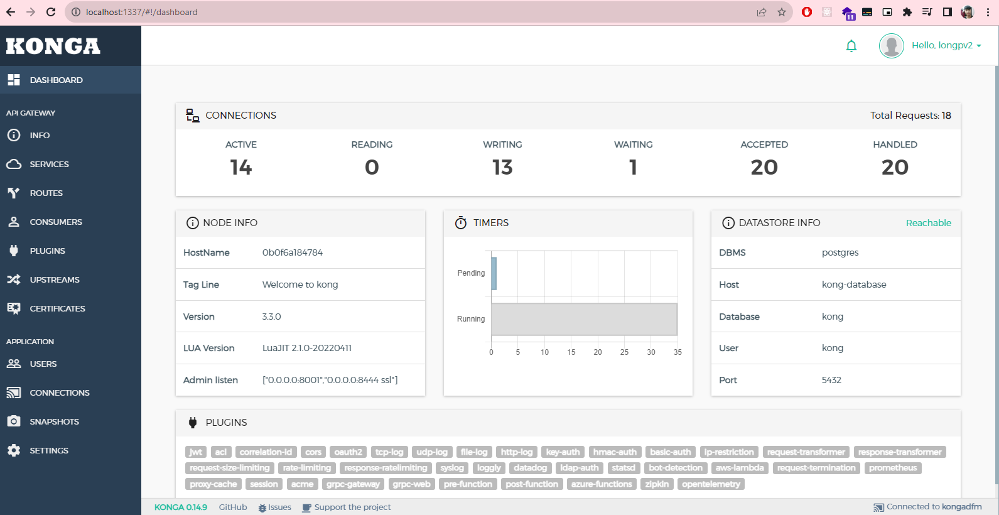 localhost:1337/#!/dashboard
11
KONGA
Hello, longpv2
DASHBOARD
API GATEWAY
INFO
SERVICES
ROUTES
CONSUMERS
PLUGINS
UPSTREAMS
CERTIFICATES
APPLICATION
USERS
CONNECTIONS
SNAPSHOTS
SETTINGS
CONNECTIONS Total Requests: 18
ACTIVE READING WRITING WAITING ACCEPTED HANDLED
14 0 13 1 20 20
NODE INFO
HostName 0b0f6a184784
Tag Line Welcome to kong
Version 3.3.0
LUA Version LuaJIT 2.1.0-20220411
Admin listen ["0.0.0.0:8001","0.0.0.0:8444 ssl"]
TIMERS
Pending
Running
0 5 10 15 20 25 30 35
DATASTORE INFO Reachable
DBMS postgres
Host kong-database
Database kong
User kong
Port 5432
PLUGINS
jwt acl correlation-id cors oauth2 tcp-log udp-log file-log http-log key-auth hmac-auth basic-auth ip-restriction request-transformer response-transformer
request-size-limiting rate-limiting response-ratelimiting syslog loggly datadog ldap-auth statsd bot-detection aws-lambda request-termination prometheus
proxy-cache session acme grpc-gateway grpc-web pre-function post-function azure-functions zipkin opentelemetry
KONGA 0.14.9 GitHub Issues Support the project Connected to kongadfm